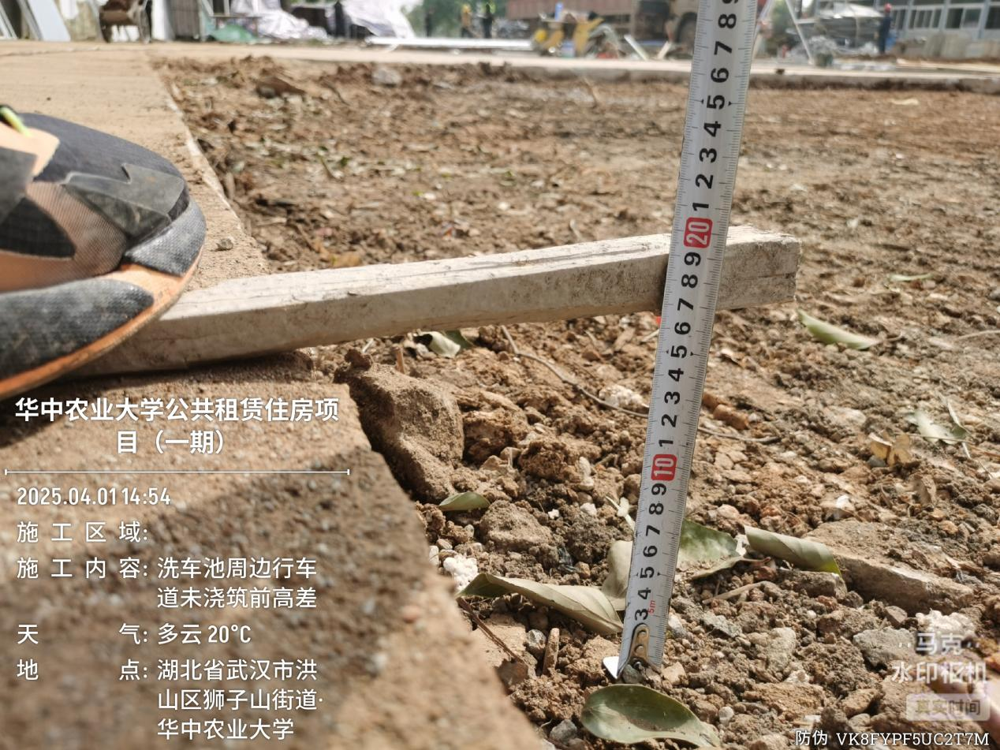 9
8
7
6
5
4
3
2
1
20
9
8
7
6
5
4
3
2
1
10
9
8
7
6
5
4
3
5m
华中农业大学公共租赁住房项
目（一期）
2025.04.01 14:54
施工区域:
施工内容: 洗车池周边行车
道未浇筑前高差
天气: 多云 20℃
地点: 湖北省武汉市洪
山区狮子山街道·
华中农业大学
马克
水印相机
真实时间
防伪 VK8FYPF5UC2T7M